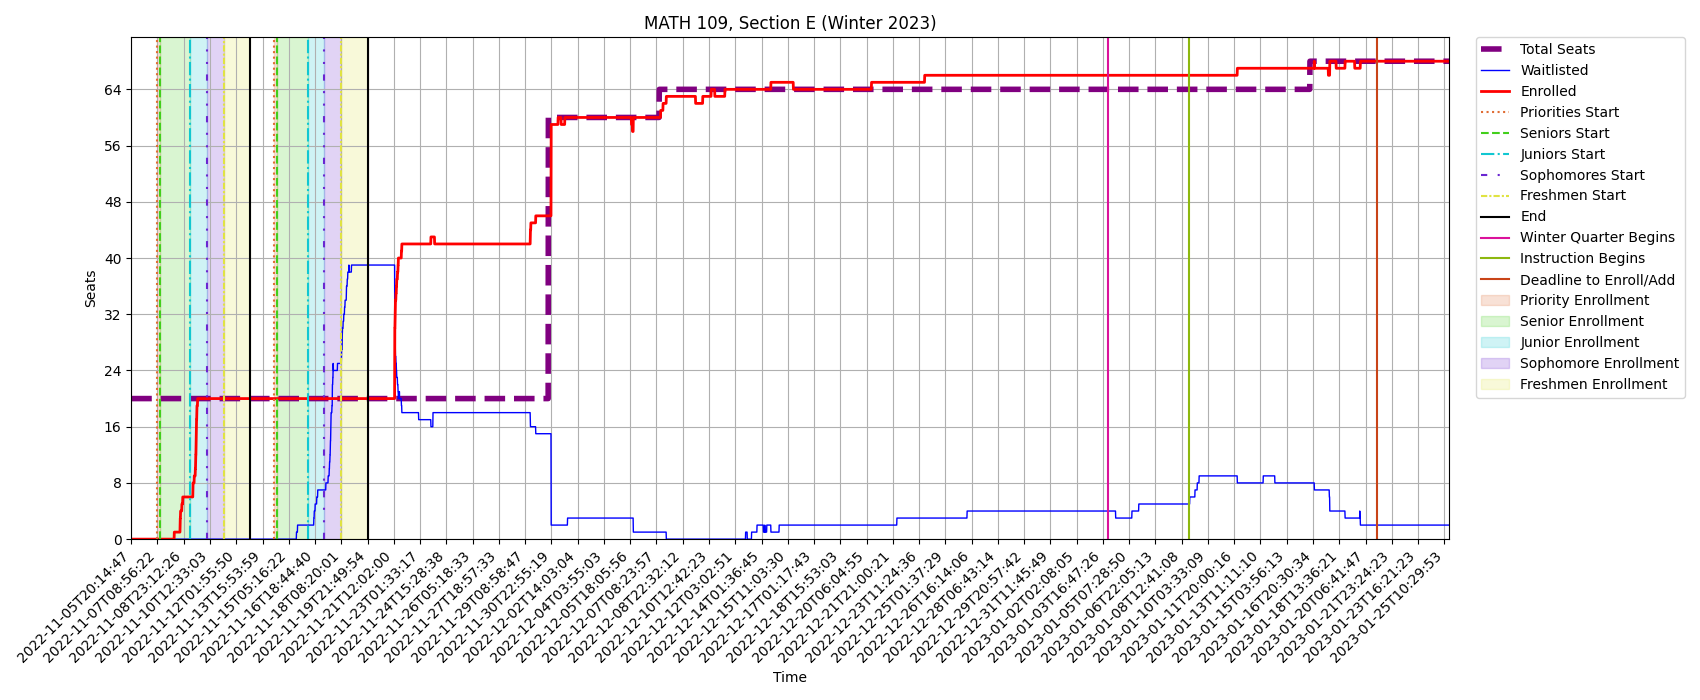 MATH 109, Section E (Winter 2023)
Seats
64
56
48
40
32
24
16
8
0
2022-11-05T20:14:47
2022-11-07T08:56:22
2022-11-08T23:12:26
2022-11-10T12:33:03
2022-11-12T01:55:50
2022-11-13T15:53:59
2022-11-15T05:16:22
2022-11-16T18:44:40
2022-11-18T08:20:01
2022-11-19T21:49:54
2022-11-21T12:02:00
2022-11-23T01:33:17
2022-11-24T15:28:38
2022-11-26T05:18:33
2022-11-27T18:57:33
2022-11-29T08:58:47
2022-11-30T22:55:19
2022-12-02T14:03:04
2022-12-04T03:55:03
2022-12-05T18:05:56
2022-12-07T08:23:57
2022-12-08T22:32:12
2022-12-10T12:42:23
2022-12-12T03:02:51
2022-12-14T01:36:45
2022-12-15T11:03:30
2022-12-17T01:17:43
2022-12-18T15:53:03
2022-12-20T06:04:55
2022-12-21T21:00:21
2022-12-23T11:24:36
2022-12-25T01:37:29
2022-12-26T16:14:06
2022-12-28T06:43:14
2022-12-29T20:57:42
2022-12-31T11:45:49
2023-01-02T02:08:05
2023-01-03T16:47:26
2023-01-05T07:28:50
2023-01-06T22:05:13
2023-01-08T12:41:08
2023-01-10T03:33:09
2023-01-11T20:00:16
2023-01-13T11:11:10
2023-01-15T03:56:13
2023-01-16T20:30:34
2023-01-18T13:36:21
2023-01-20T06:41:47
2023-01-21T23:24:23
2023-01-23T16:21:23
2023-01-25T10:29:53
Time
Total Seats
Waitlisted
Enrolled
Priorities Start
Seniors Start
Juniors Start
Sophomores Start
Freshmen Start
End
Winter Quarter Begins
Instruction Begins
Deadline to Enroll/Add
Priority Enrollment
Senior Enrollment
Junior Enrollment
Sophomore Enrollment
Freshmen Enrollment